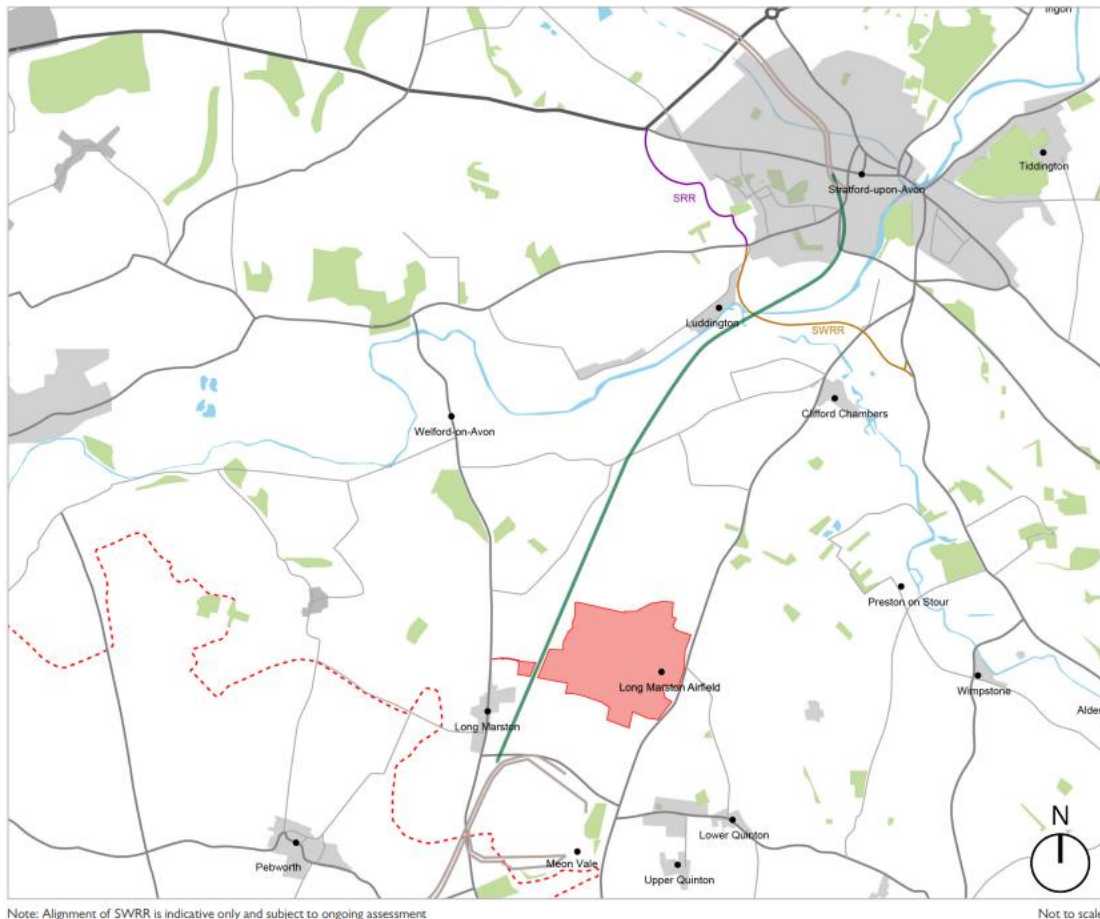 Ingon
Tiddington
Stratford-upon-Avon
SRR
Luddington
SWRR
Clifford Chambers
Welford-on-Avon
Preston on Stour
Long Marston Airfield
Wimpstone
Long Marston
Alder
Lower Quinton
Pebworth
Meon Vale
Upper Quinton
N
Note: Alignment of SWRR is indicative only and subject to ongoing assessment
Not to scale